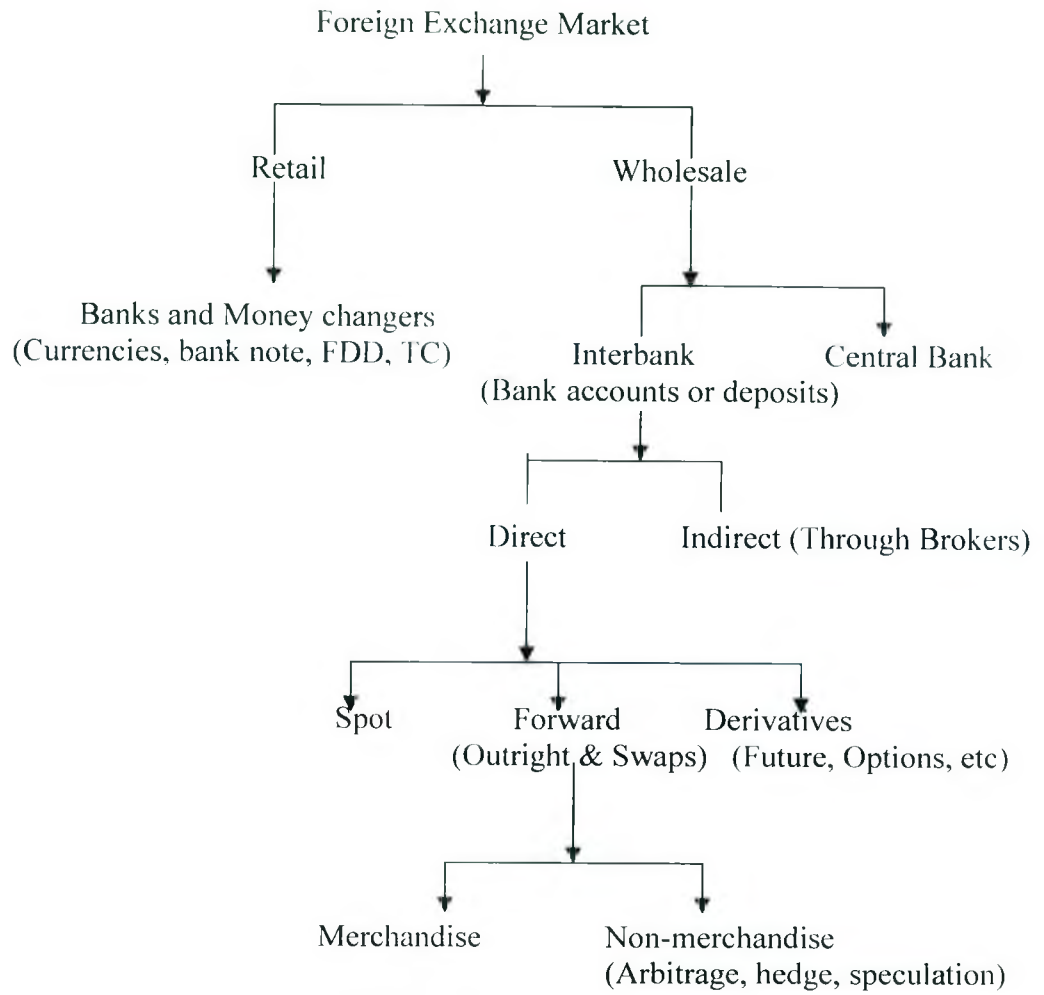 Foreign Exchange Market
Retail
Wholesale
Banks and Money changers
(Currencies, bank note, FDD, TC)
Interbank
(Bank accounts or deposits)
Central Bank
Direct
Indirect (Through Brokers)
Spot
Forward
(Outright & Swaps)
Derivatives
(Future, Options, etc)
Merchandise
Non-merchandise
(Arbitrage, hedge, speculation)